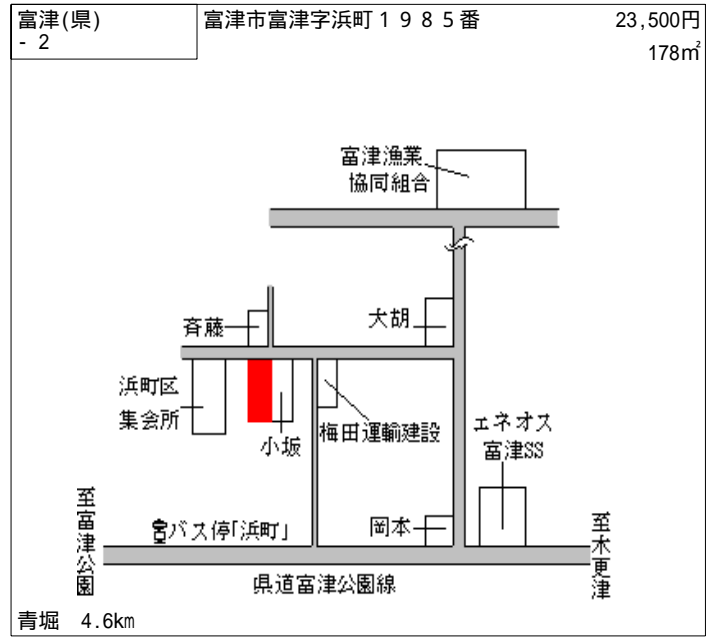 富津(県)
- 2
富津市富津字浜町1985番
23,500円
178㎡
富津漁業
協同組合
斉藤
大胡
浜町区
集会所
小坂
梅田運輸建設
エネオス
富津SS
至富津公園
バス停「浜町」
岡本
至木更津
県道富津公園線
青堀 4.6km